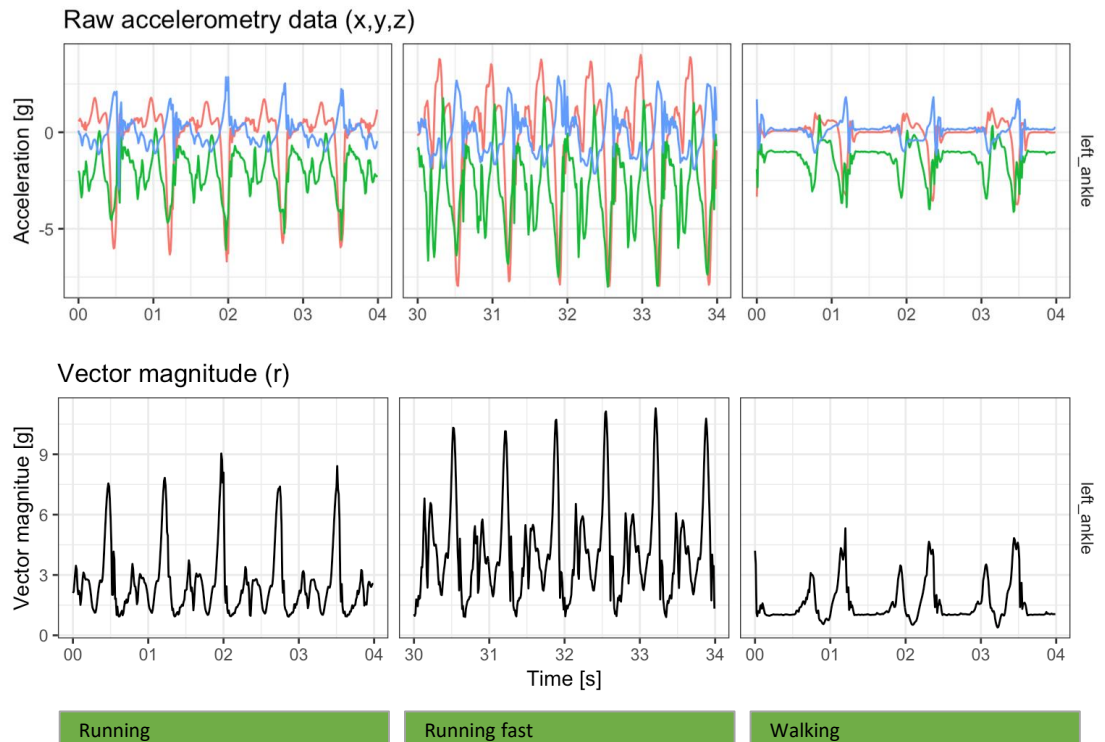 Raw accelerometry data (x,y,z)
Acceleration [g]
0
-5
00 01 02 03 04
30 31 32 33 34
00 01 02 03 04
left_ankle
Vector magnitude (r)
Vector magnitue [g]
9
6
3
0
00 01 02 03 04
30 31 32 33 34
00 01 02 03 04
left_ankle
Time [s]
Running
Running fast
Walking